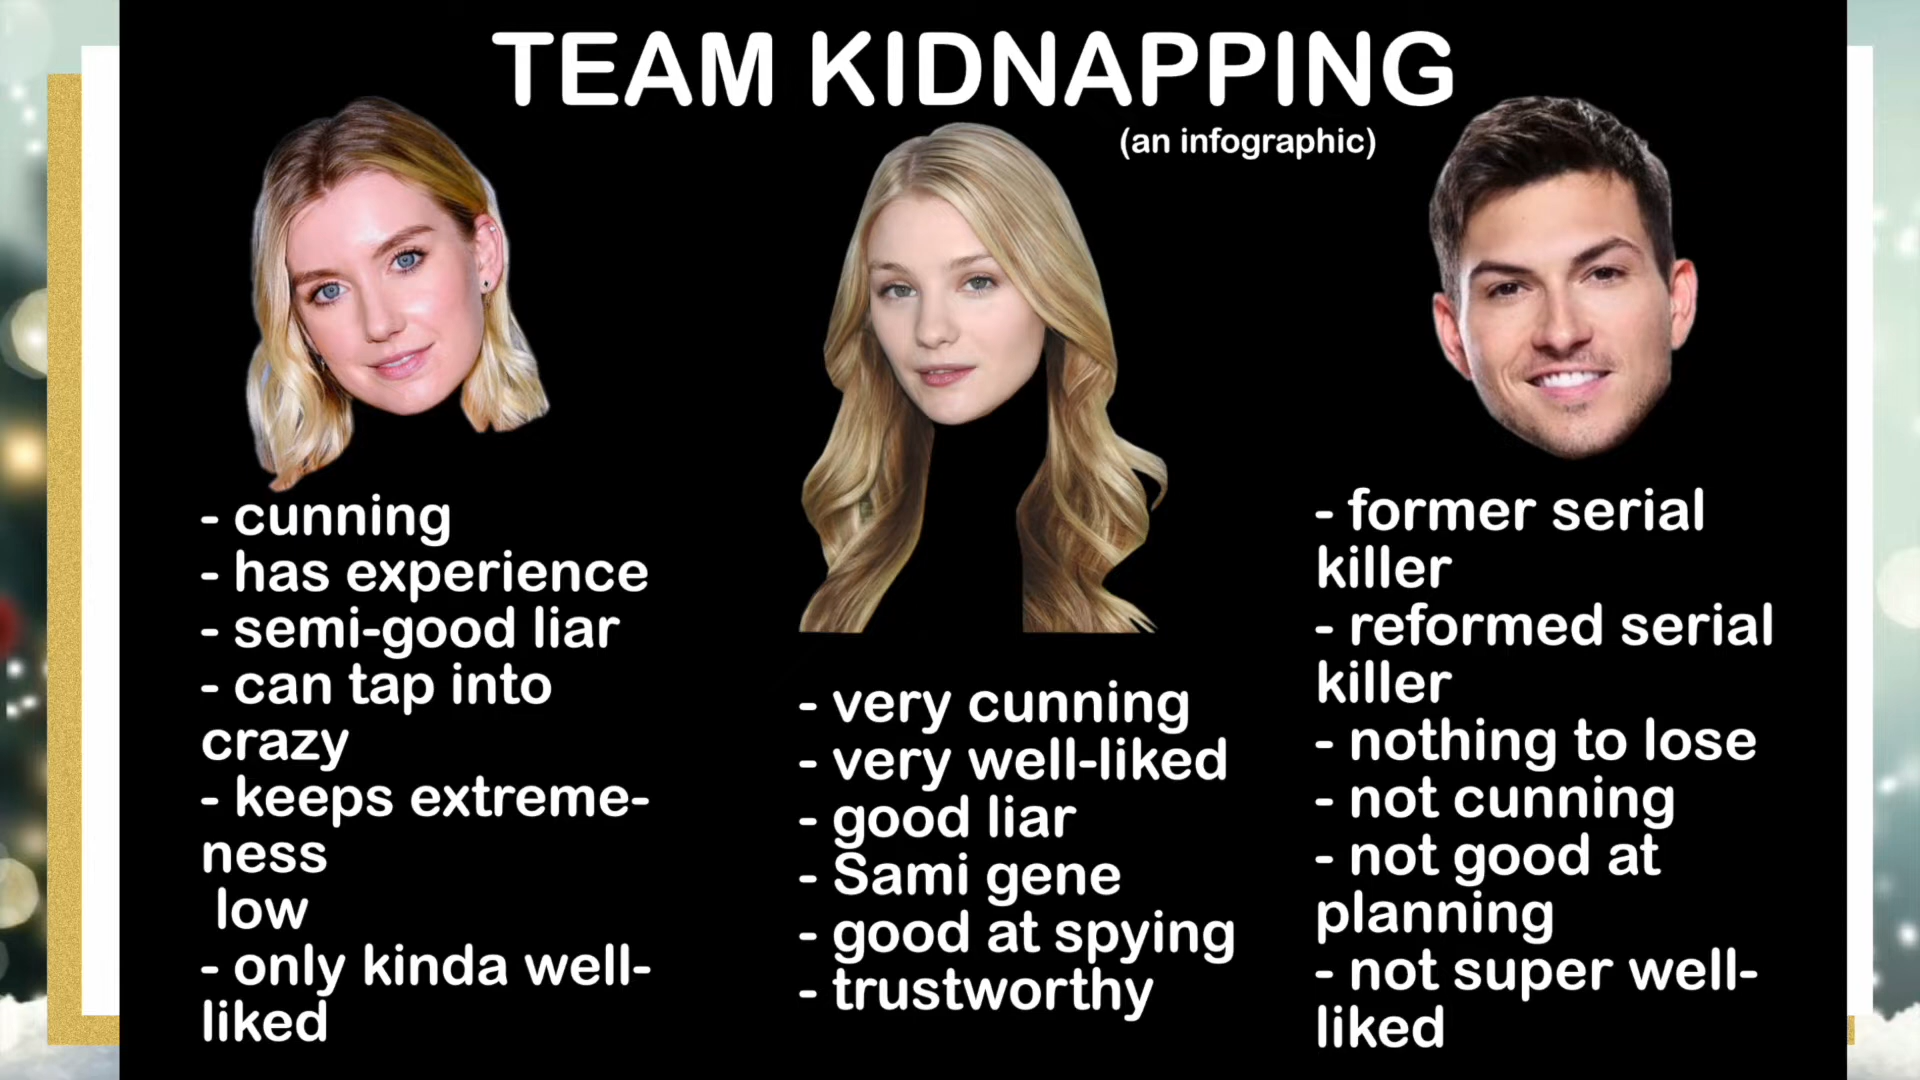 TEAM KIDNAPPING
(an infographic)
- cunning
- has experience
- semi-good liar
- can tap into
crazy
- keeps extreme-
ness
low
- only kinda well-
liked
- very cunning
- very well-liked
- good liar
- Sami gene
- good at spying
- trustworthy
- former serial
killer
- reformed serial
killer
- nothing to lose
- not cunning
- not good at
planning
- not super well-
liked